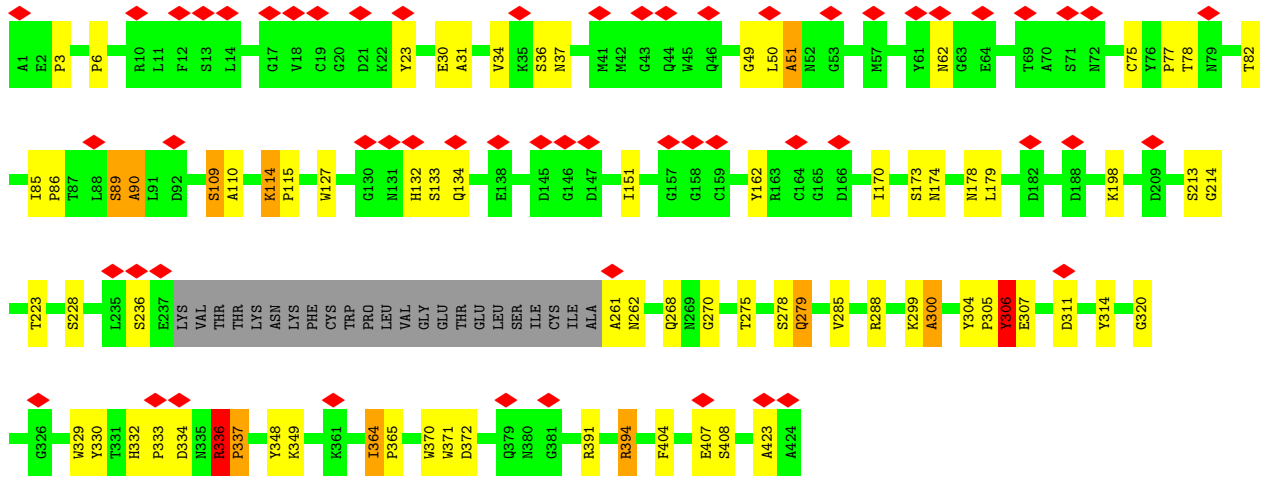 A1 E2 P3 P6 R10 L11 F12 S13 L14 G17 V18 C19 G20 D21 K22 Y23 E30 A31 V34 K35 S36 N37 M41 M42 G43 Q44 W45 Q46 G49 L50 A51 N52 G53 M57 Y61 N62 G63 E64 T69 A70 S71 N72 C75 Y76 P77 T78 N79 T82
I85 P86 T87 L88 S89 A90 L91 D92 S109 A110 K114 P115 W127 G130 N131 H132 S133 Q134 E138 D145 G146 D147 I151 G157 G158 C159 Y162 R163 C164 G165 D166 I170 S173 N174 N178 L179 D182 D188 K198 D209 S213 G214
T223 S228 L235 S236 E237 LYS VAL THR THR LYS ASN LYS PHE CYS TRP PRO LEU VAL GLY GLU THR GLU LEU SER ILE CYS ILE ALA A261 N262 Q268 N269 G270 T275 S278 Q279 V285 R288 K299 A300 Y304 P305 Y306 E307 D311 Y314 G320
G326 W329 Y330 T331 H332 P333 D334 N335 R336 P337 Y348 K349 K361 I364 P365 W370 W371 D372 Q379 N380 G381 R391 R394 F404 E407 S408 A423 A424